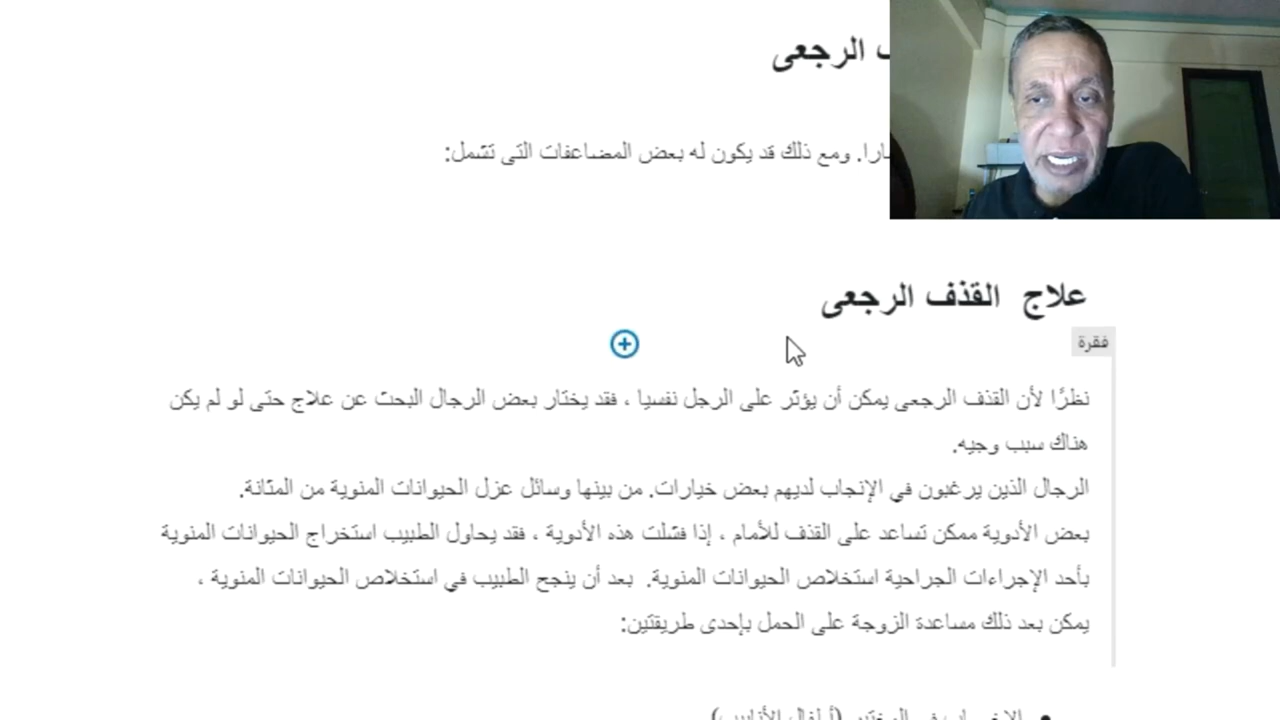 الرجعى
ومع ذلك قد يكون له بعض المضاعفات التى تشمل:
علاج القذف الرجعى
فقرة
نظرًا لأن القذف الرجعى يمكن أن يؤثر على الرجل نفسيا ، فقد يختار بعض الرجال البحث عن علاج حتى لو لم يكن
هناك سبب وجيه.
الرجال الذين يرغبون في الإنجاب لديهم بعض خيارات. من بينها وسائل عزل الحيوانات المنوية من المثانة.
بعض الأدوية ممكن تساعد على القذف للأمام ، إذا فشلت هذه الأدوية ، فقد يحاول الطبيب استخراج الحيوانات المنوية
بأحد الإجراءات الجراحية استخلاص الحيوانات المنوية. بعد أن ينجح الطبيب في استخلاص الحيوانات المنوية ،
يمكن بعد ذلك مساعدة الزوجة على الحمل بإحدى طريقتين: